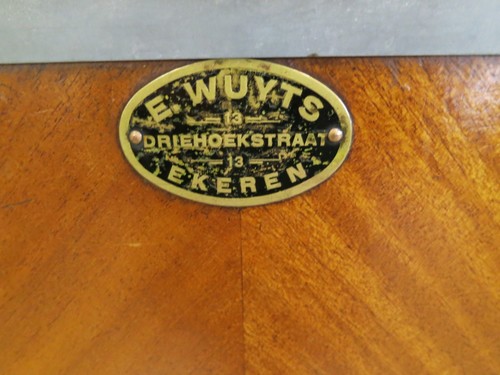 E. WUYTS
13
DRIEHOEKSTRAAT
13
EKEREN